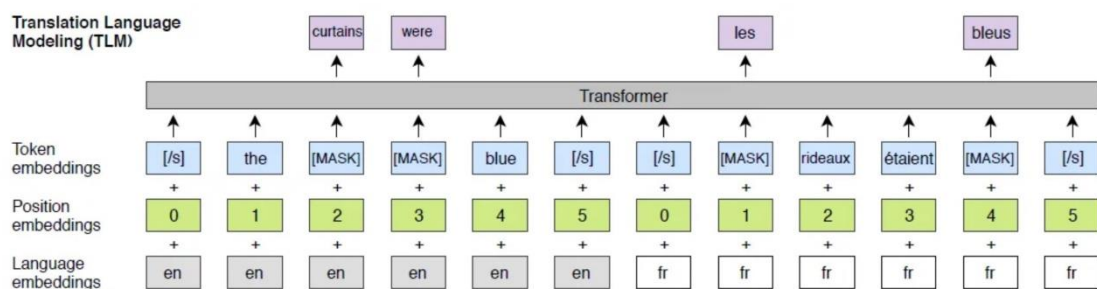 Translation Language
Modeling (TLM)
curtains were les bleus
Transformer
Token
embeddings
[/s] the [MASK] [MASK] blue [/s] [/s] [MASK] rideaux étaient [MASK] [/s]
+ + + + + + + + + + + +
Position
embeddings
0 1 2 3 4 5 0 1 2 3 4 5
+ + + + + + + + + + + +
Language
embeddings
en en en en en en fr fr fr fr fr fr